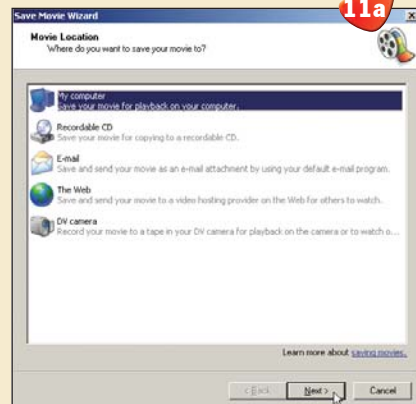 11a
Save Movie Wizard
Movie Location
Where do you want to save your movie to?
My computer
Save your movie for playback on your computer.
Recordable CD
Save your movie for copying to a recordable CD.
E-mail
Save and send your movie as an e-mail attachment by using your default e-mail program.
The Web
Save and send your movie to a video hosting provider on the Web for others to watch.
DV camera
Record your movie to a tape in your DV camera for playback on the camera or to watch o...
Learn more about saving movies.
< Back Next > Cancel